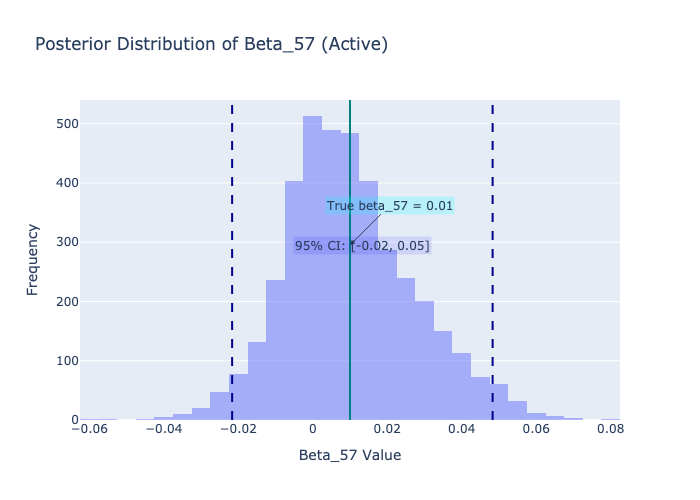 Posterior Distribution of Beta_57 (Active)
500
400
300
200
100
0
Frequency
True beta_57 = 0.01
95% CI: [-0.02, 0.05]
−0.06
−0.04
−0.02
0
0.02
0.04
0.06
0.08
Beta_57 Value